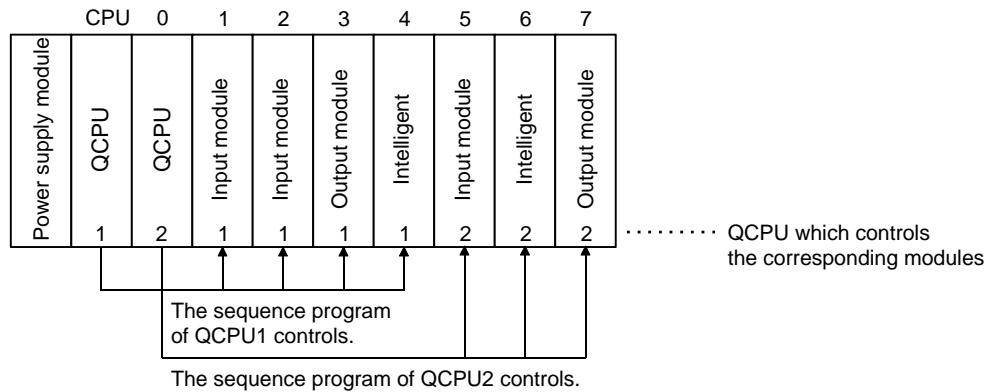 CPU 0 1 2 3 4 5 6 7
Power supply module
QCPU
QCPU
Input module
Input module
Output module
Intelligent
Input module
Intelligent
Output module
1 2 1 1 1 1 2 2 2
QCPU which controls
the corresponding modules
The sequence program
of QCPU1 controls.
The sequence program of QCPU2 controls.